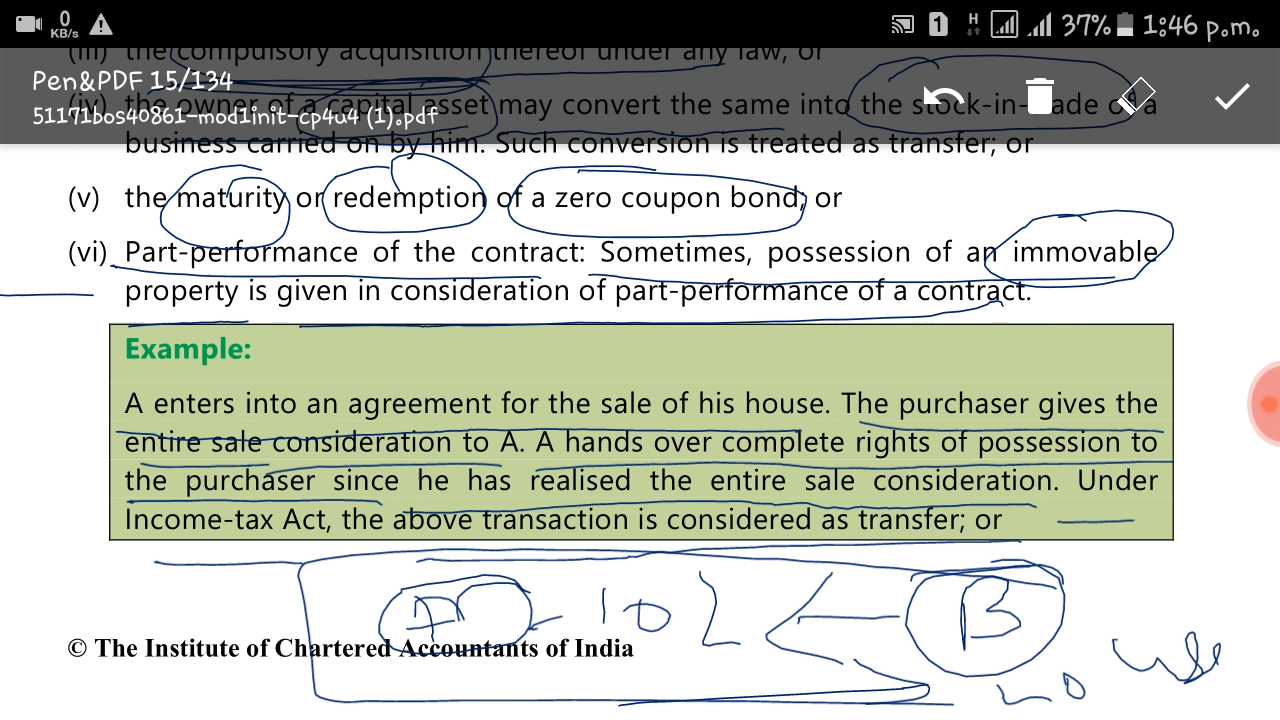 0 KB/s 1 H 37% 1:46 p.m.
(iii) the compulsory acquisition thereof under any law; or
Pen&PDF 15/134
(iv) the owner of a capital asset may convert the same into the stock-in-trade of a
51171bos40861-mod1init-cp4u4 (1).pdf
business carried on by him. Such conversion is treated as transfer; or
(v) the maturity or redemption of a zero coupon bond; or
(vi) Part-performance of the contract: Sometimes, possession of an immovable
property is given in consideration of part-performance of a contract.
Example:
A enters into an agreement for the sale of his house. The purchaser gives the
entire sale consideration to A. A hands over complete rights of possession to
the purchaser since he has realised the entire sale consideration. Under
Income-tax Act, the above transaction is considered as transfer; or
10 L B
© The Institute of Chartered Accountants of India